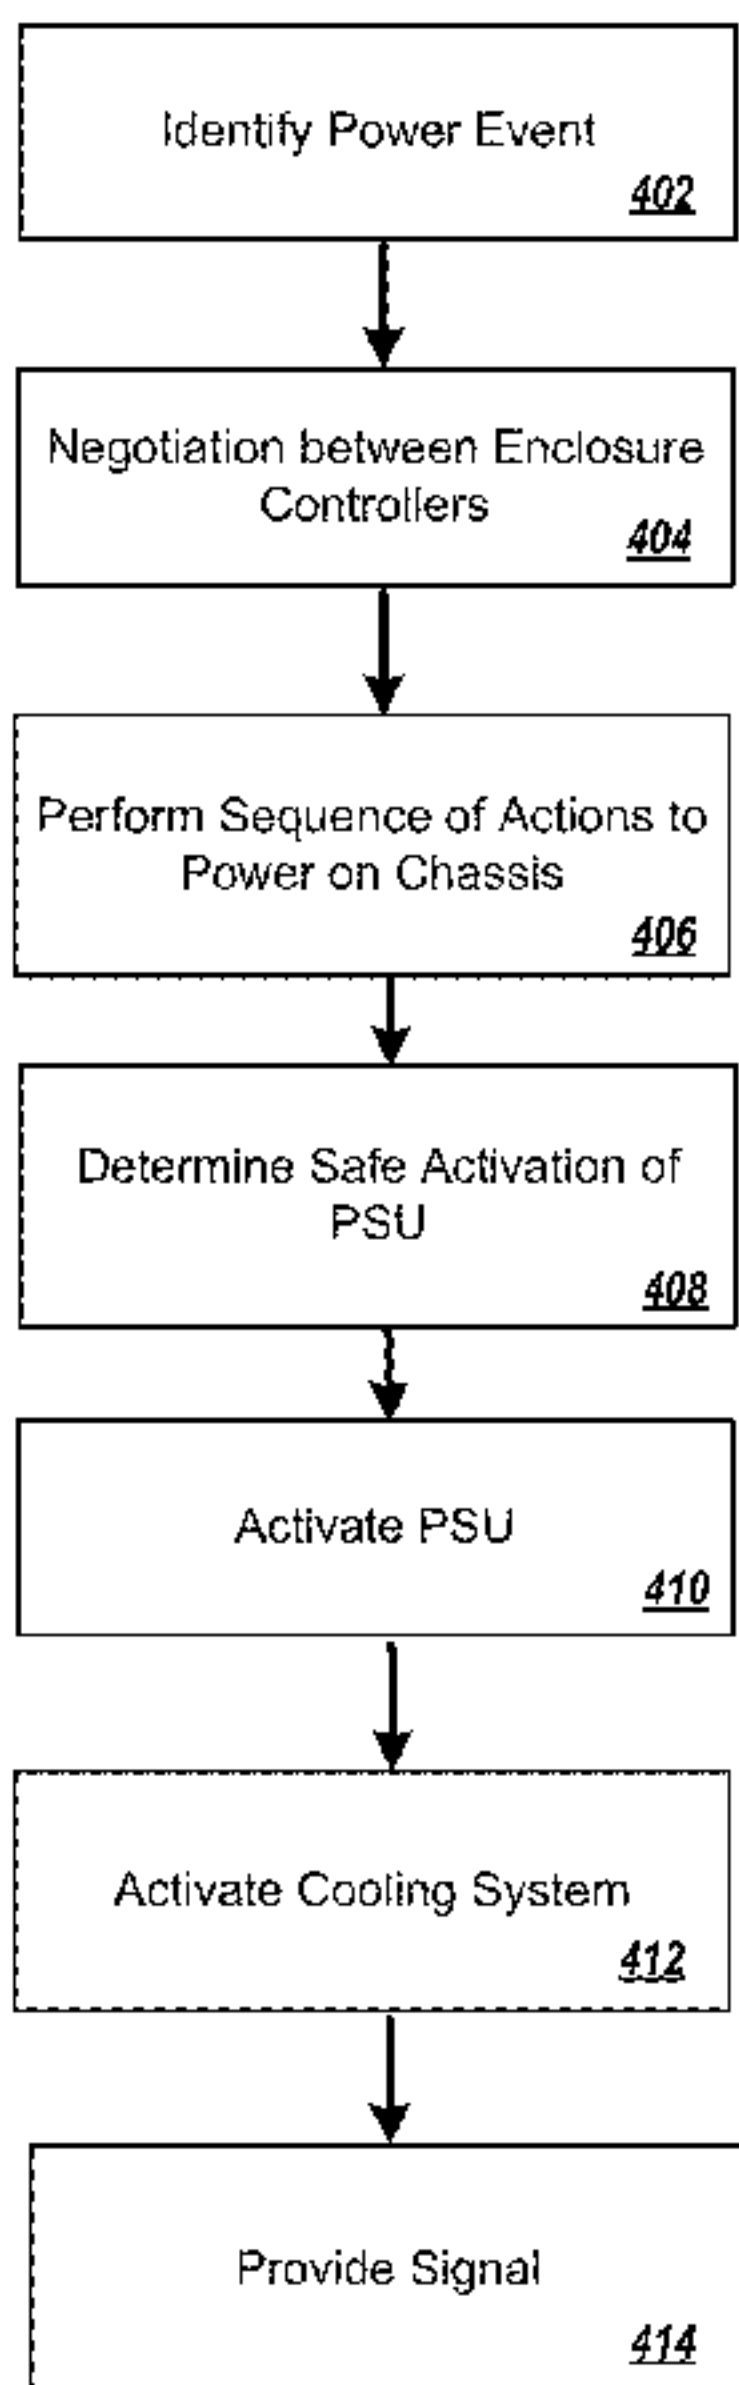 Identify Power Event
402
Negotiation between Enclosure
Controllers
404
Perform Sequence of Actions to
Power on Chassis
406
Determine Safe Activation of
PSU
408
Activate PSU
410
Activate Cooling System
412
Provide Signal
414